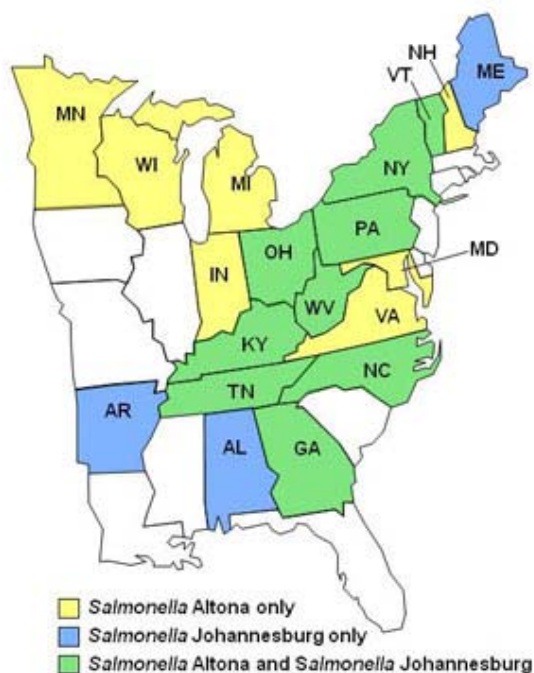 NH
ME
VT
MN
WI
MI
NY
PA
OH
MD
IN
WV
VA
KY
NC
TN
AR
AL
GA
Salmonella Altona only
Salmonella Johannesburg only
Salmonella Altona and Salmonella Johannesburg